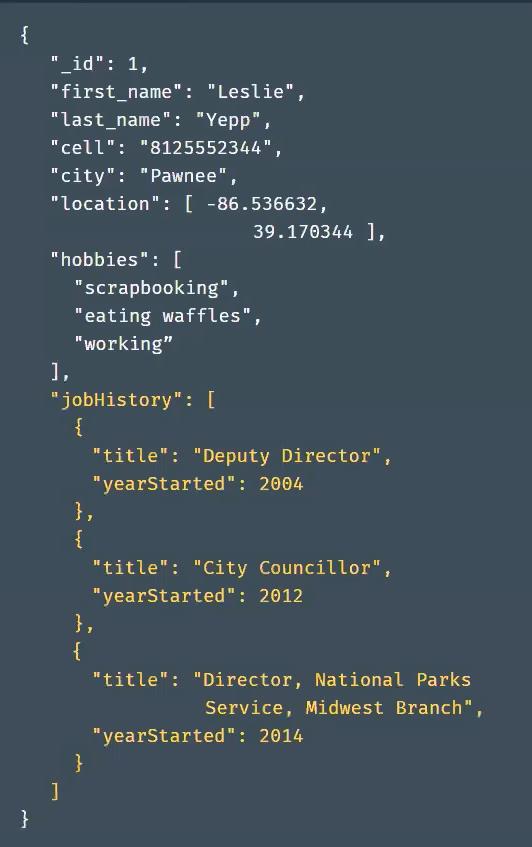 {
"_id": 1,
"first_name": "Leslie",
"last_name": "Yepp",
"cell": "8125552344",
"city": "Pawnee",
"location": [ -86.536632,
39.170344 ],
"hobbies": [
"scrapbooking",
"eating waffles",
"working”
],
"jobHistory": [
{
"title": "Deputy Director",
"yearStarted": 2004
},
{
"title": "City Councillor",
"yearStarted": 2012
},
{
"title": "Director, National Parks
Service, Midwest Branch",
"yearStarted": 2014
}
]
}